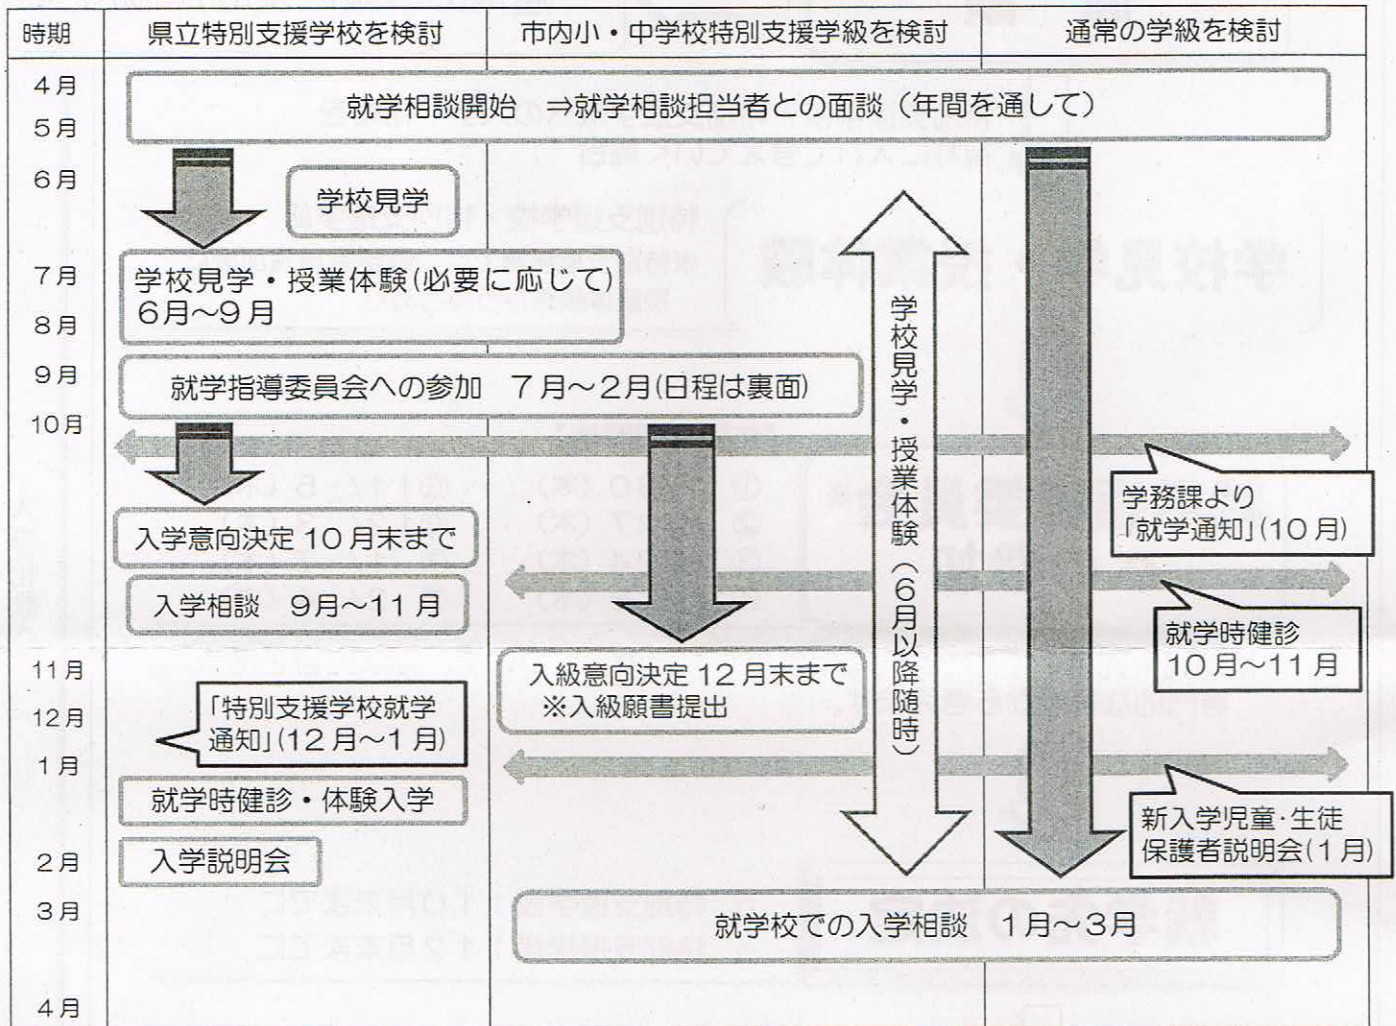 時期 県立特別支援学校を検討 市内小・中学校特別支援学級を検討 通常の学級を検討
4月
就学相談開始 ⇒就学相談担当者との面談（年間を通して）
5月
6月
学校見学
7月
学校見学・授業体験(必要に応じて)
6月～9月
8月
学校見学・授業体験（6月以降随時）
9月
就学指導委員会への参加 7月～2月(日程は裏面)
10月
学務課より
「就学通知」(10月)
入学意向決定10月末まで
入学相談 9月～11月
就学時健診
10月～11月
11月
入級意向決定12月末まで
※入級願書提出
12月
「特別支援学校就学
通知」(12月～1月)
1月
就学時健診・体験入学
新入学児童・生徒
保護者説明会(1月)
2月
入学説明会
3月
就学校での入学相談 1月～3月
4月